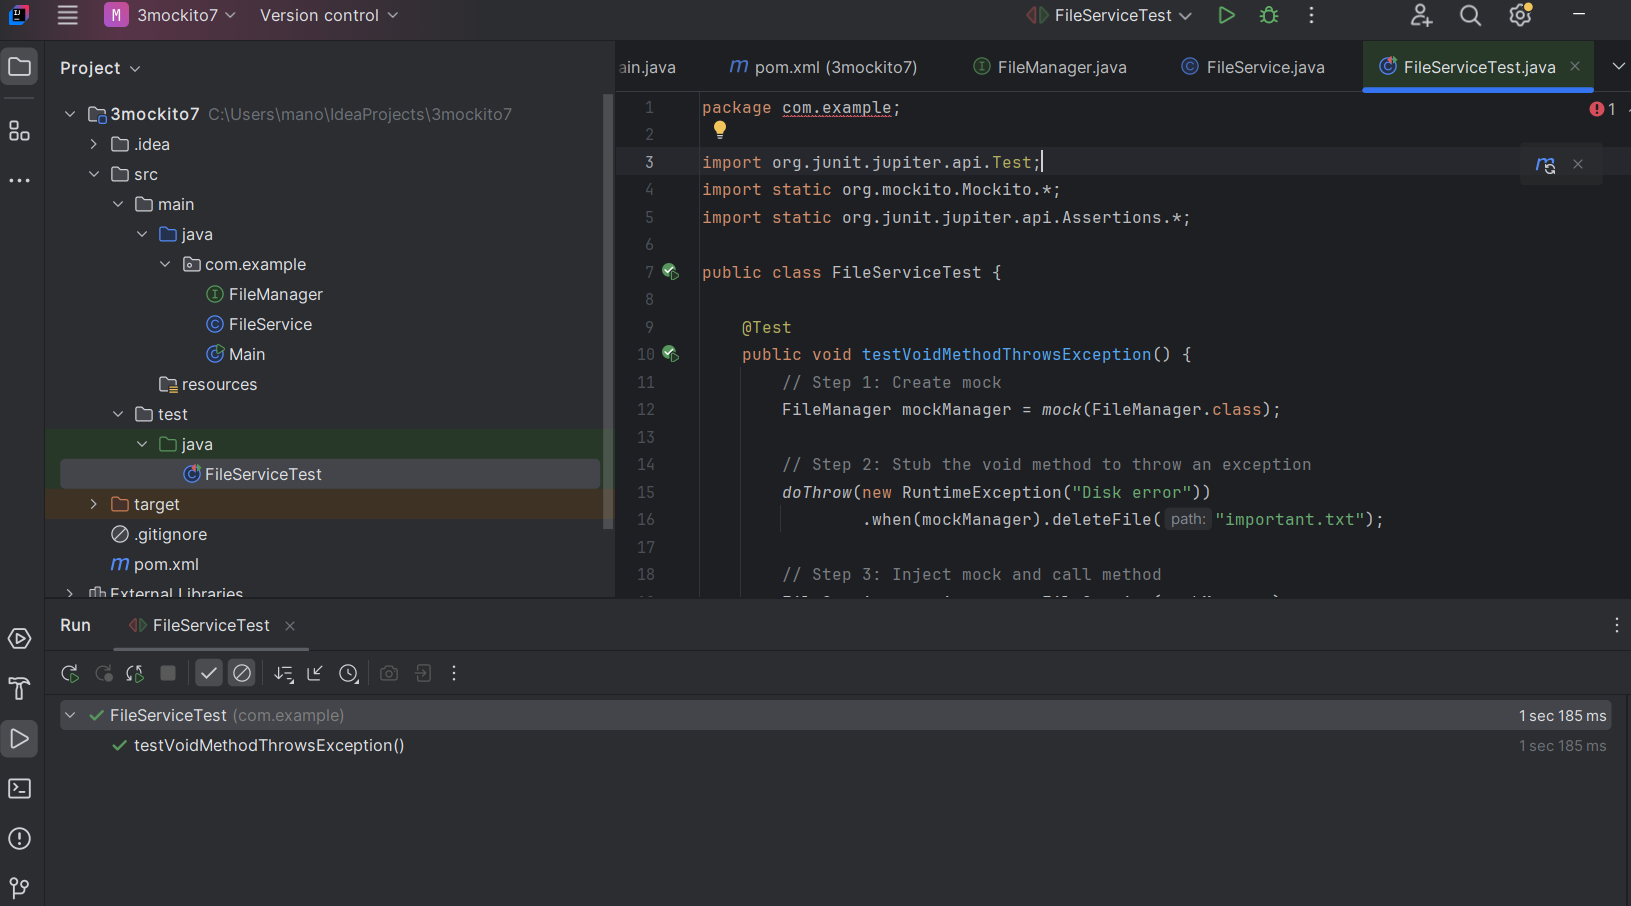 M 3mockito7 Version control FileServiceTest
Project
ain.java pom.xml (3mockito7) FileManager.java FileService.java FileServiceTest.java
3mockito7 C:\Users\mano\IdeaProjects\3mockito7
.idea
src
main
java
com.example
FileManager
FileService
Main
resources
test
java
FileServiceTest
target
.gitignore
pom.xml
External Libraries
1 package com.example;
1
2
3 import org.junit.jupiter.api.Test;
4 import static org.mockito.Mockito.*;
5 import static org.junit.jupiter.api.Assertions.*;
6
7 public class FileServiceTest {
8
9 @Test
10 public void testVoidMethodThrowsException() {
11 // Step 1: Create mock
12 FileManager mockManager = mock(FileManager.class);
13
14 // Step 2: Stub the void method to throw an exception
15 doThrow(new RuntimeException("Disk error"))
16 .when(mockManager).deleteFile( path: "important.txt");
17
18 // Step 3: Inject mock and call method
Run FileServiceTest
FileServiceTest (com.example) 1 sec 185 ms
testVoidMethodThrowsException() 1 sec 185 ms